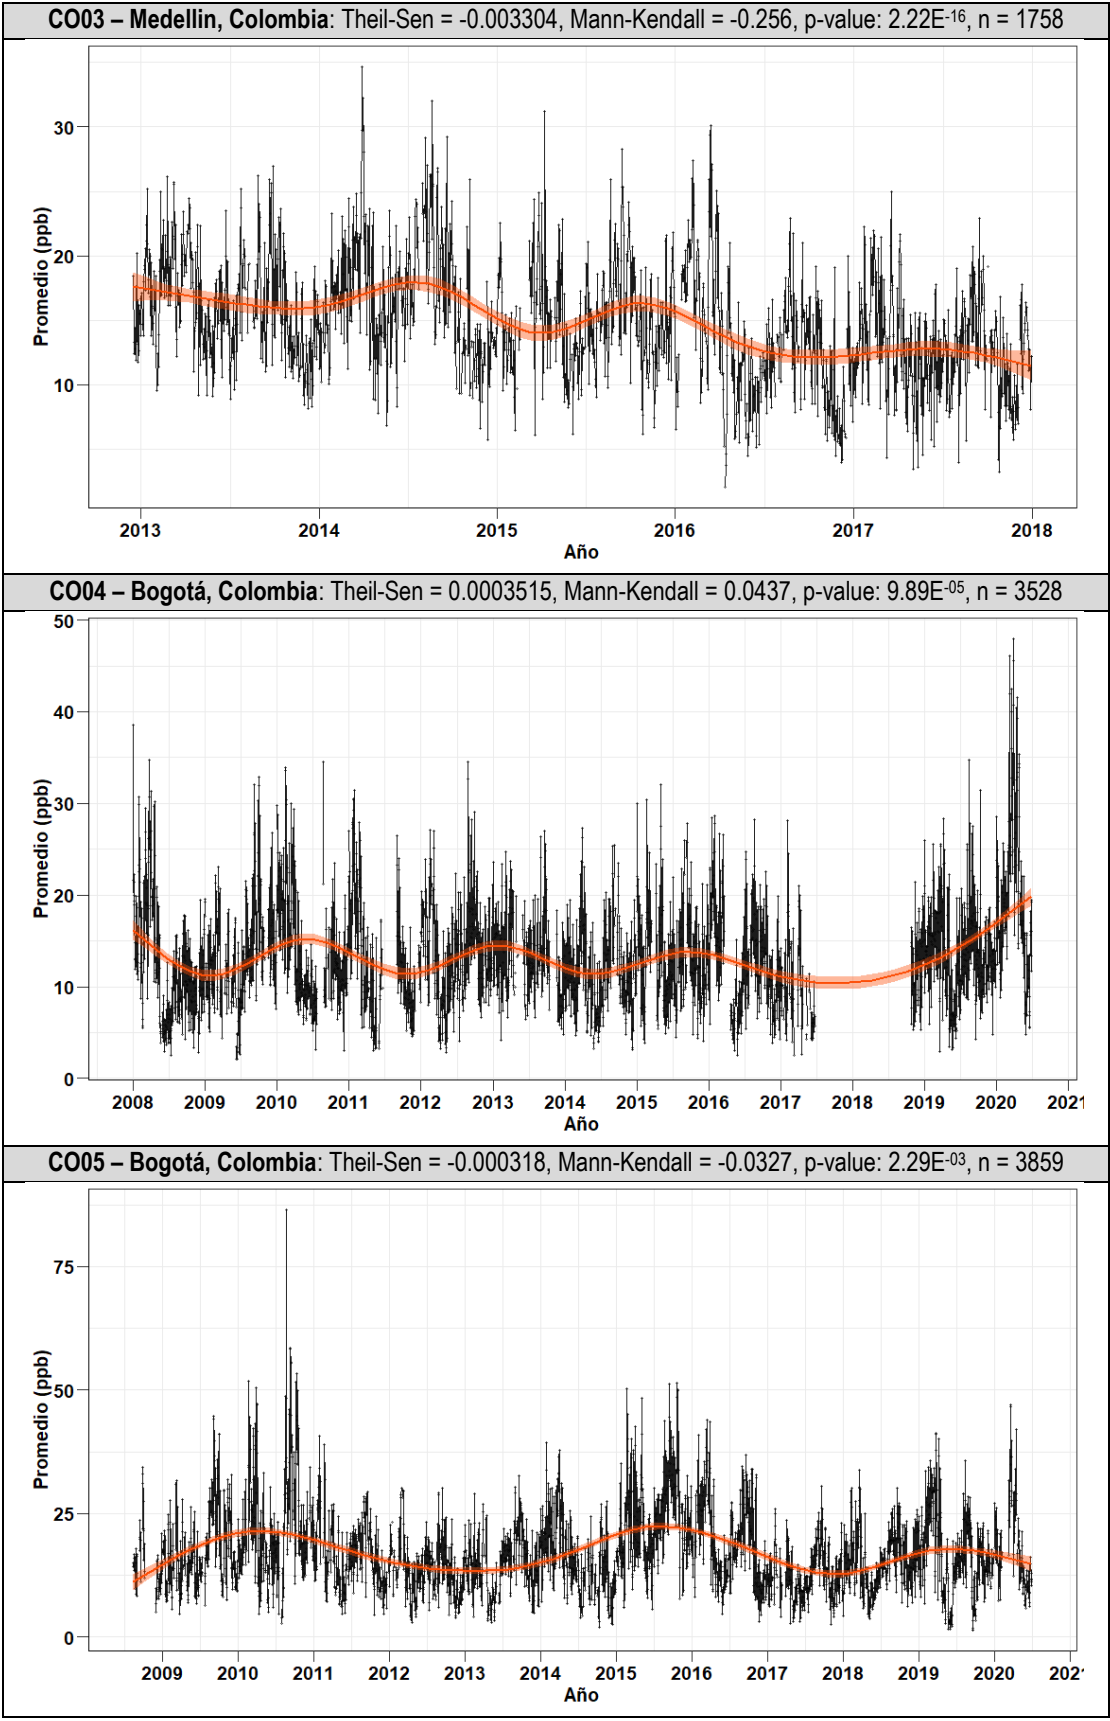 CO03 – Medellin, Colombia: Theil-Sen = -0.003304, Mann-Kendall = -0.256, p-value: 2.22E-16, n = 1758
Promedio (ppb)
30
20
10
2013 2014 2015 2016 2017 2018
Año
CO04 – Bogotá, Colombia: Theil-Sen = 0.0003515, Mann-Kendall = 0.0437, p-value: 9.89E-05, n = 3528
Promedio (ppb)
50
40
30
20
10
0
2008 2009 2010 2011 2012 2013 2014 2015 2016 2017 2018 2019 2020 2021
Año
CO05 – Bogotá, Colombia: Theil-Sen = -0.000318, Mann-Kendall = -0.0327, p-value: 2.29E-03, n = 3859
Promedio (ppb)
75
50
25
0
2009 2010 2011 2012 2013 2014 2015 2016 2017 2018 2019 2020 202
Año